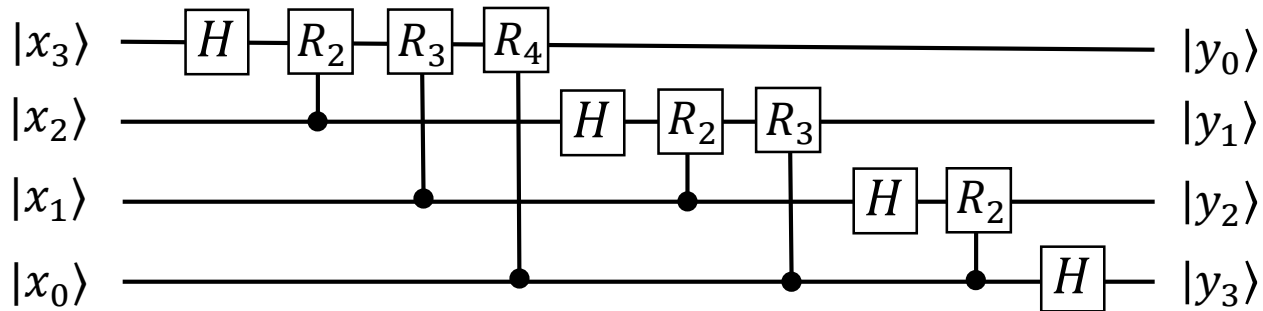 |x₃⟩ H R₂ R₃ R₄ |y₀⟩
|x₂⟩ H R₂ R₃ |y₁⟩
|x₁⟩ H R₂ |y₂⟩
|x₀⟩ H |y₃⟩